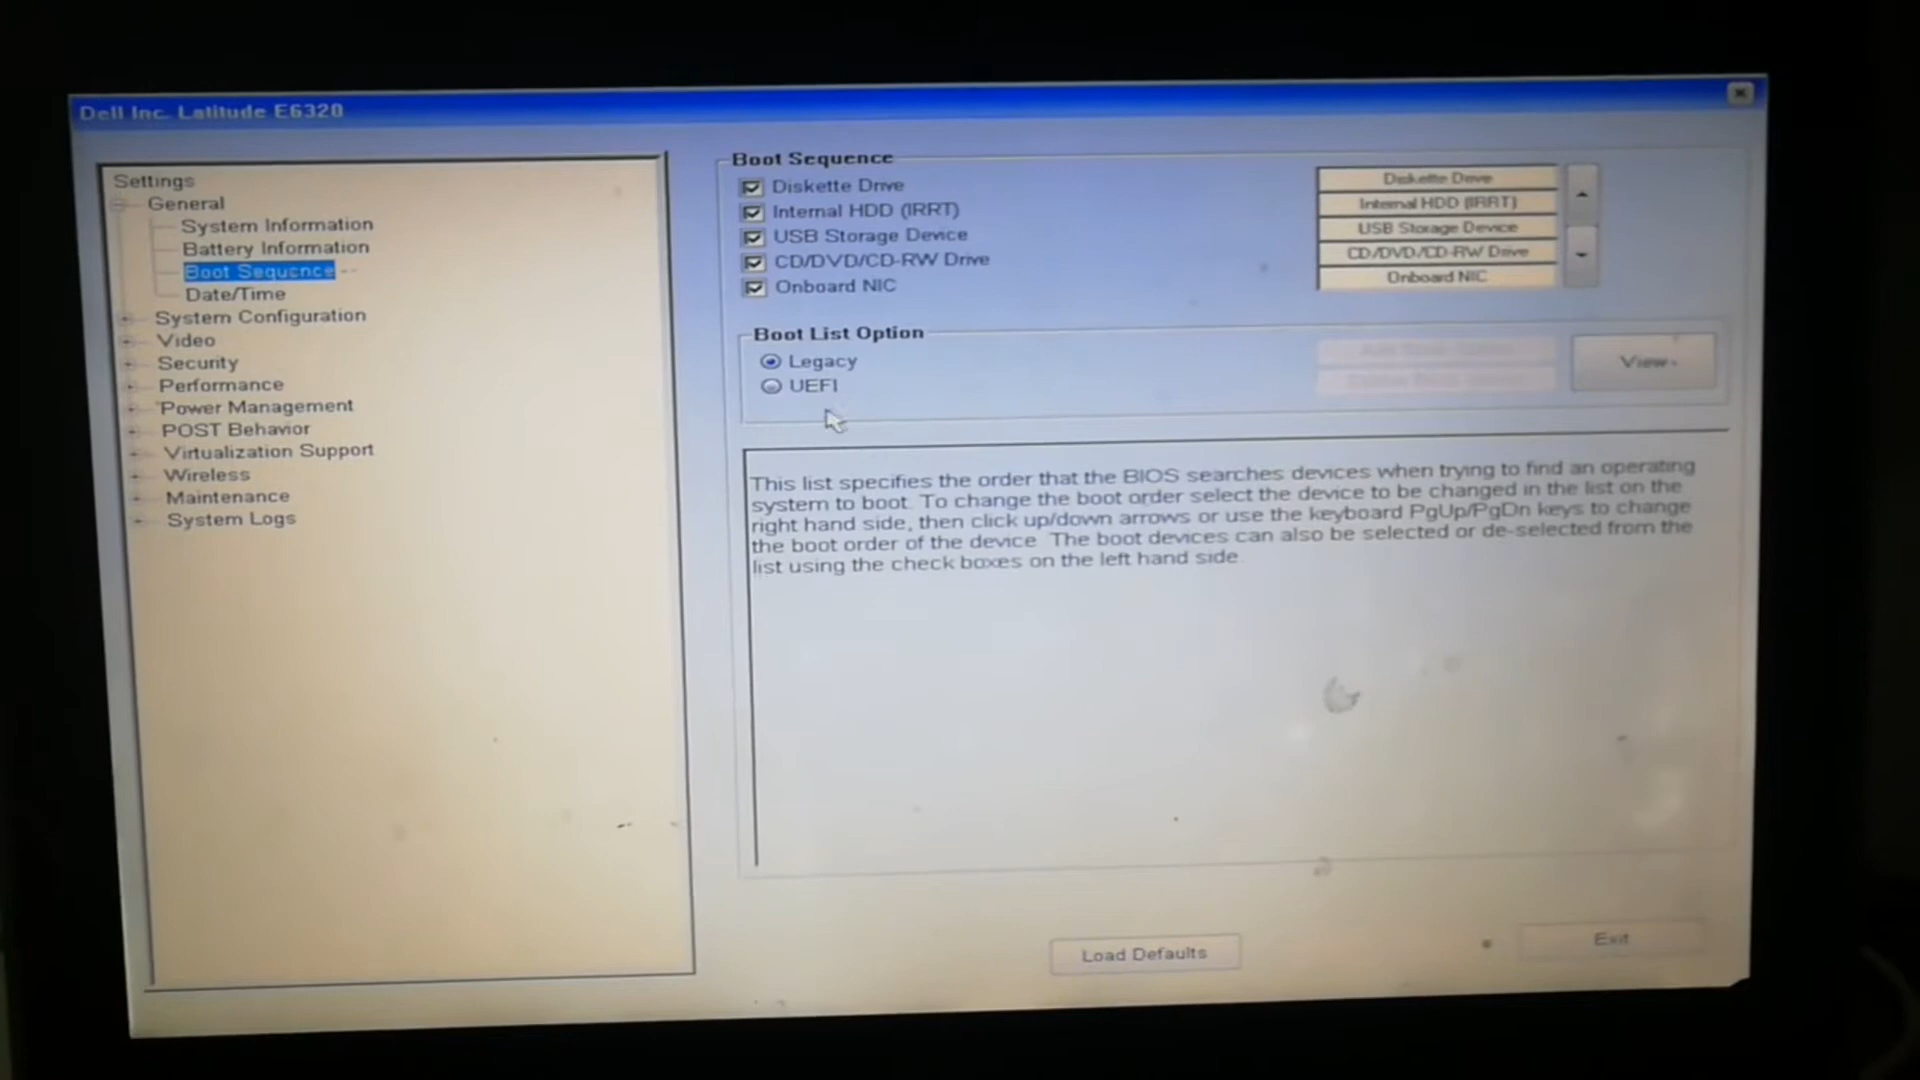 Dell Inc. Latitude E6320
Settings
General
System Information
Battery Information
Boot Sequence
Date/Time
System Configuration
Video
Security
Performance
Power Management
POST Behavior
Virtualization Support
Wireless
Maintenance
System Logs
Boot Sequence
Diskette Drive
Internal HDD (IRRT)
USB Storage Device
CD/DVD/CD-RW Drive
Onboard NIC
Diskette Drive
Internal HDD (IRRT)
USB Storage Device
CD/DVD/CD-RW Drive
Onboard NIC
Boot List Option
Legacy
UEFI
View
This list specifies the order that the BIOS searches devices when trying to find an operating
system to boot. To change the boot order select the device to be changed in the list on the
right hand side, then click up/down arrows or use the keyboard PgUp/PgDn keys to change
the boot order of the device. The boot devices can also be selected or de-selected from the
list using the check boxes on the left hand side.
Load Defaults
Exit